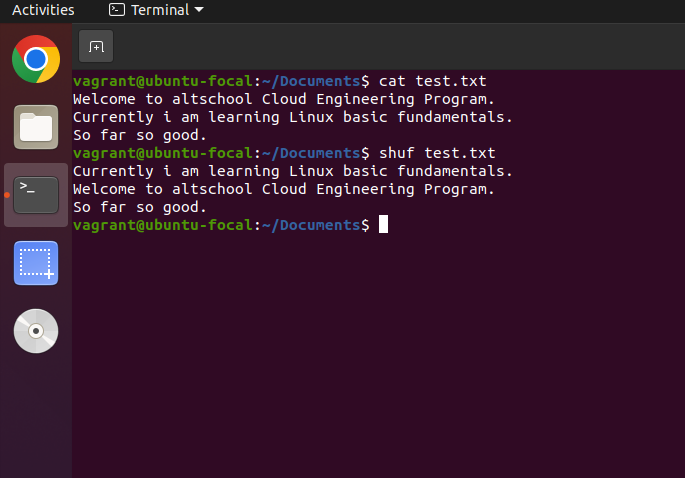 Activities
Terminal
vagrant@ubuntu-focal:~/Documents$ cat test.txt
Welcome to altschool Cloud Engineering Program.
Currently i am learning Linux basic fundamentals.
So far so good.
vagrant@ubuntu-focal:~/Documents$ shuf test.txt
Currently i am learning Linux basic fundamentals.
Welcome to altschool Cloud Engineering Program.
So far so good.
vagrant@ubuntu-focal:~/Documents$